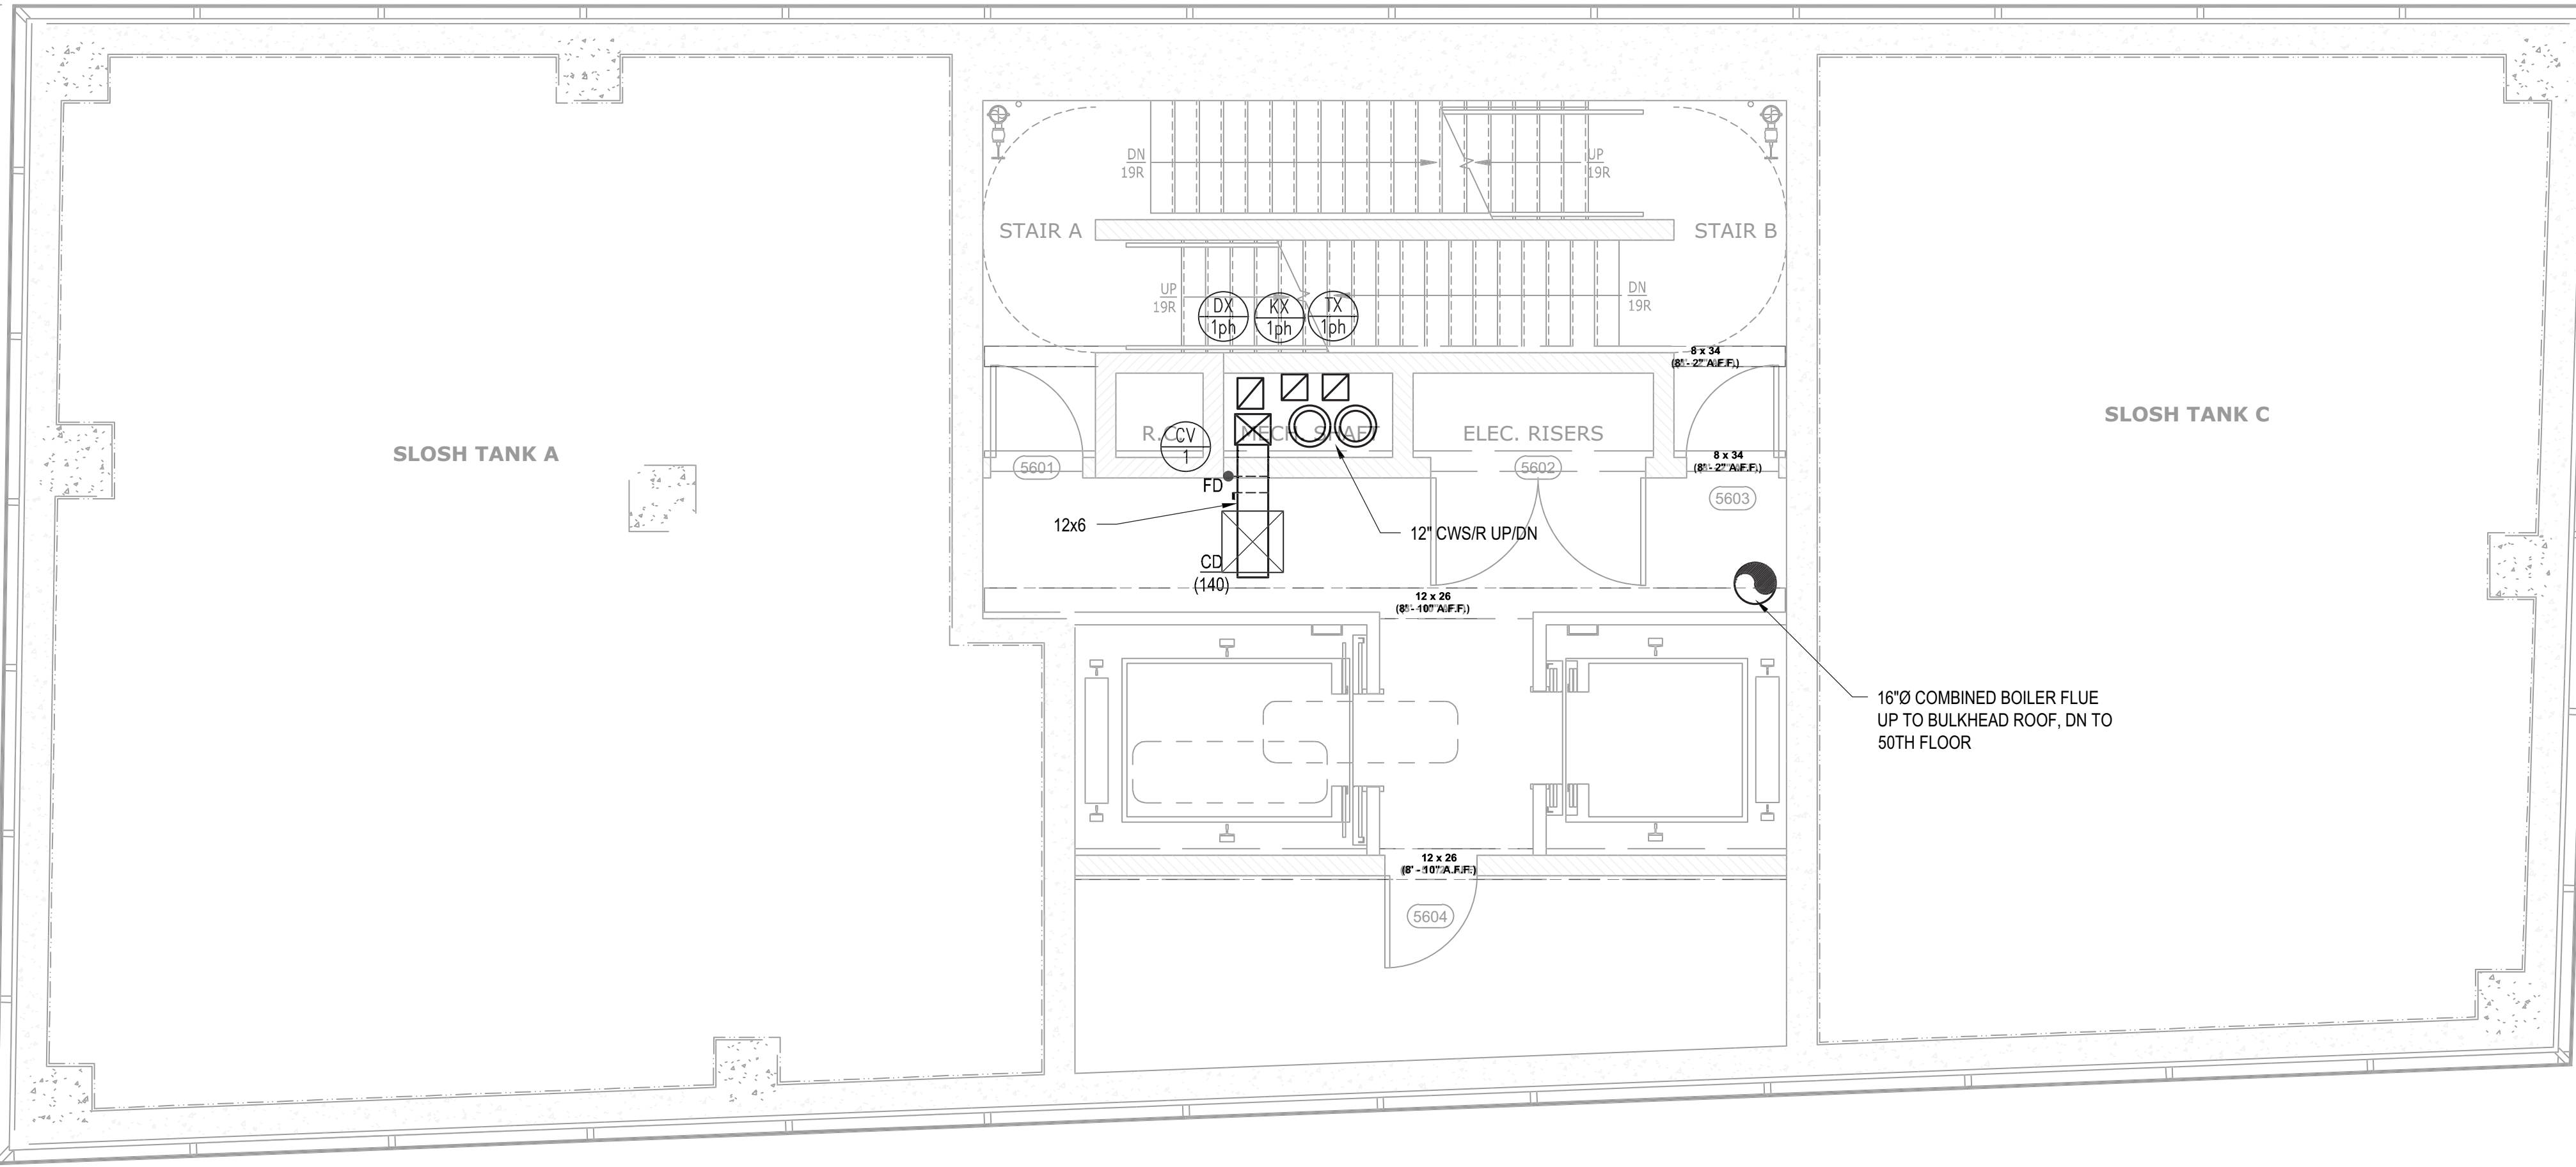 DN
19R
UP
19R
STAIR A
STAIR B
UP
19R
DN
19R
DX
1ph
KX
1ph
TX
1ph
8 x 34
(8' - 2" A.F.F.)
SLOSH TANK A
SLOSH TANK C
R.C.
CV
1
MECH. SHAFT
ELEC. RISERS
5601
5602
8 x 34
(8' - 2" A.F.F.)
5603
FD
12x6
12" CWS/R UP/DN
CD
(140)
12 x 26
(8' - 10" A.F.F.)
16"Ø COMBINED BOILER FLUE
UP TO BULKHEAD ROOF, DN TO
50TH FLOOR
12 x 26
(8' - 10" A.F.F.)
5604